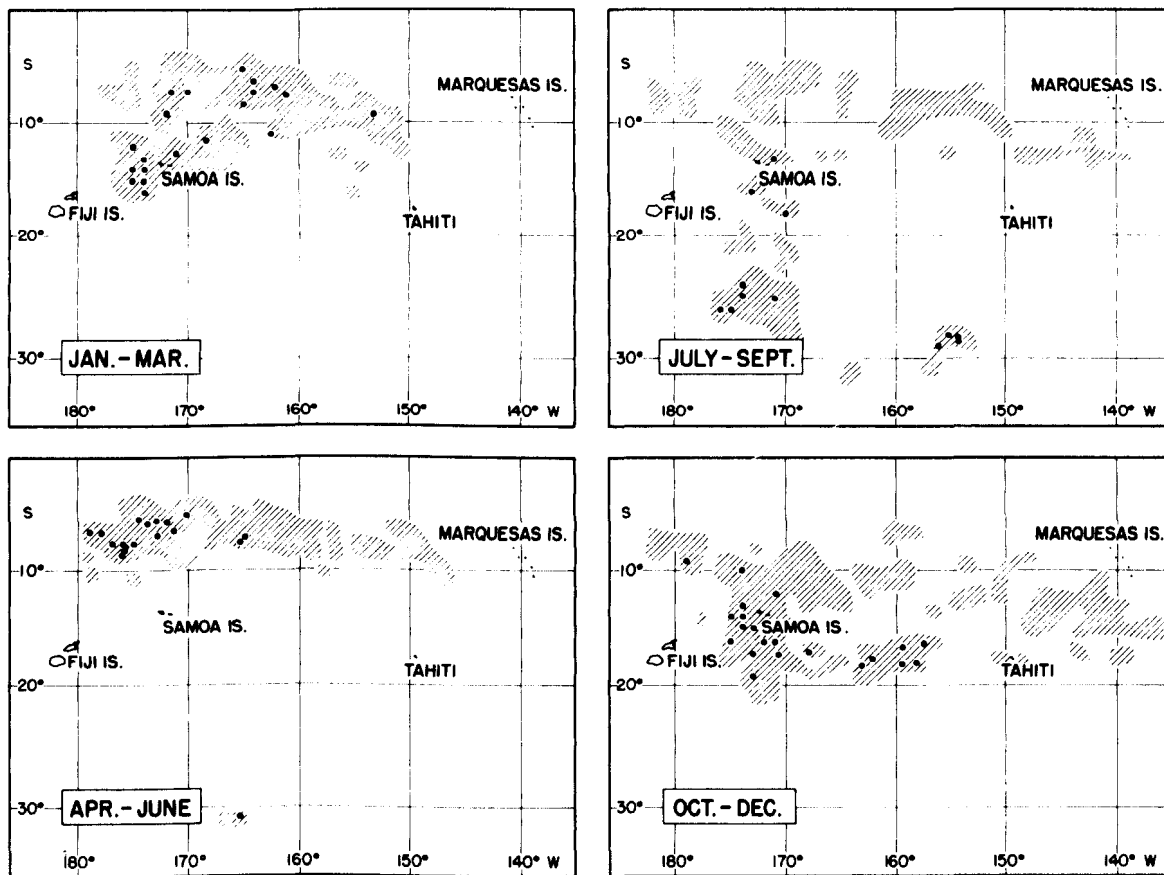 S
MARQUESAS IS.
10°
SAMOA IS.
FIJI IS.
TAHITI
20°
30°
JAN.-MAR.
180° 170° 160° 150° 140° W
S
MARQUESAS IS.
10°
SAMOA IS.
FIJI IS.
TAHITI
20°
30°
JULY-SEPT.
180° 170° 160° 150° 140° W
S
MARQUESAS IS.
10°
SAMOA IS.
FIJI IS.
TAHITI
20°
30°
APR.-JUNE
180° 170° 160° 150° 140° W
S
MARQUESAS IS.
10°
SAMOA IS.
FIJI IS.
TAHITI
20°
30°
OCT.-DEC.
180° 170° 160° 150° 140° W